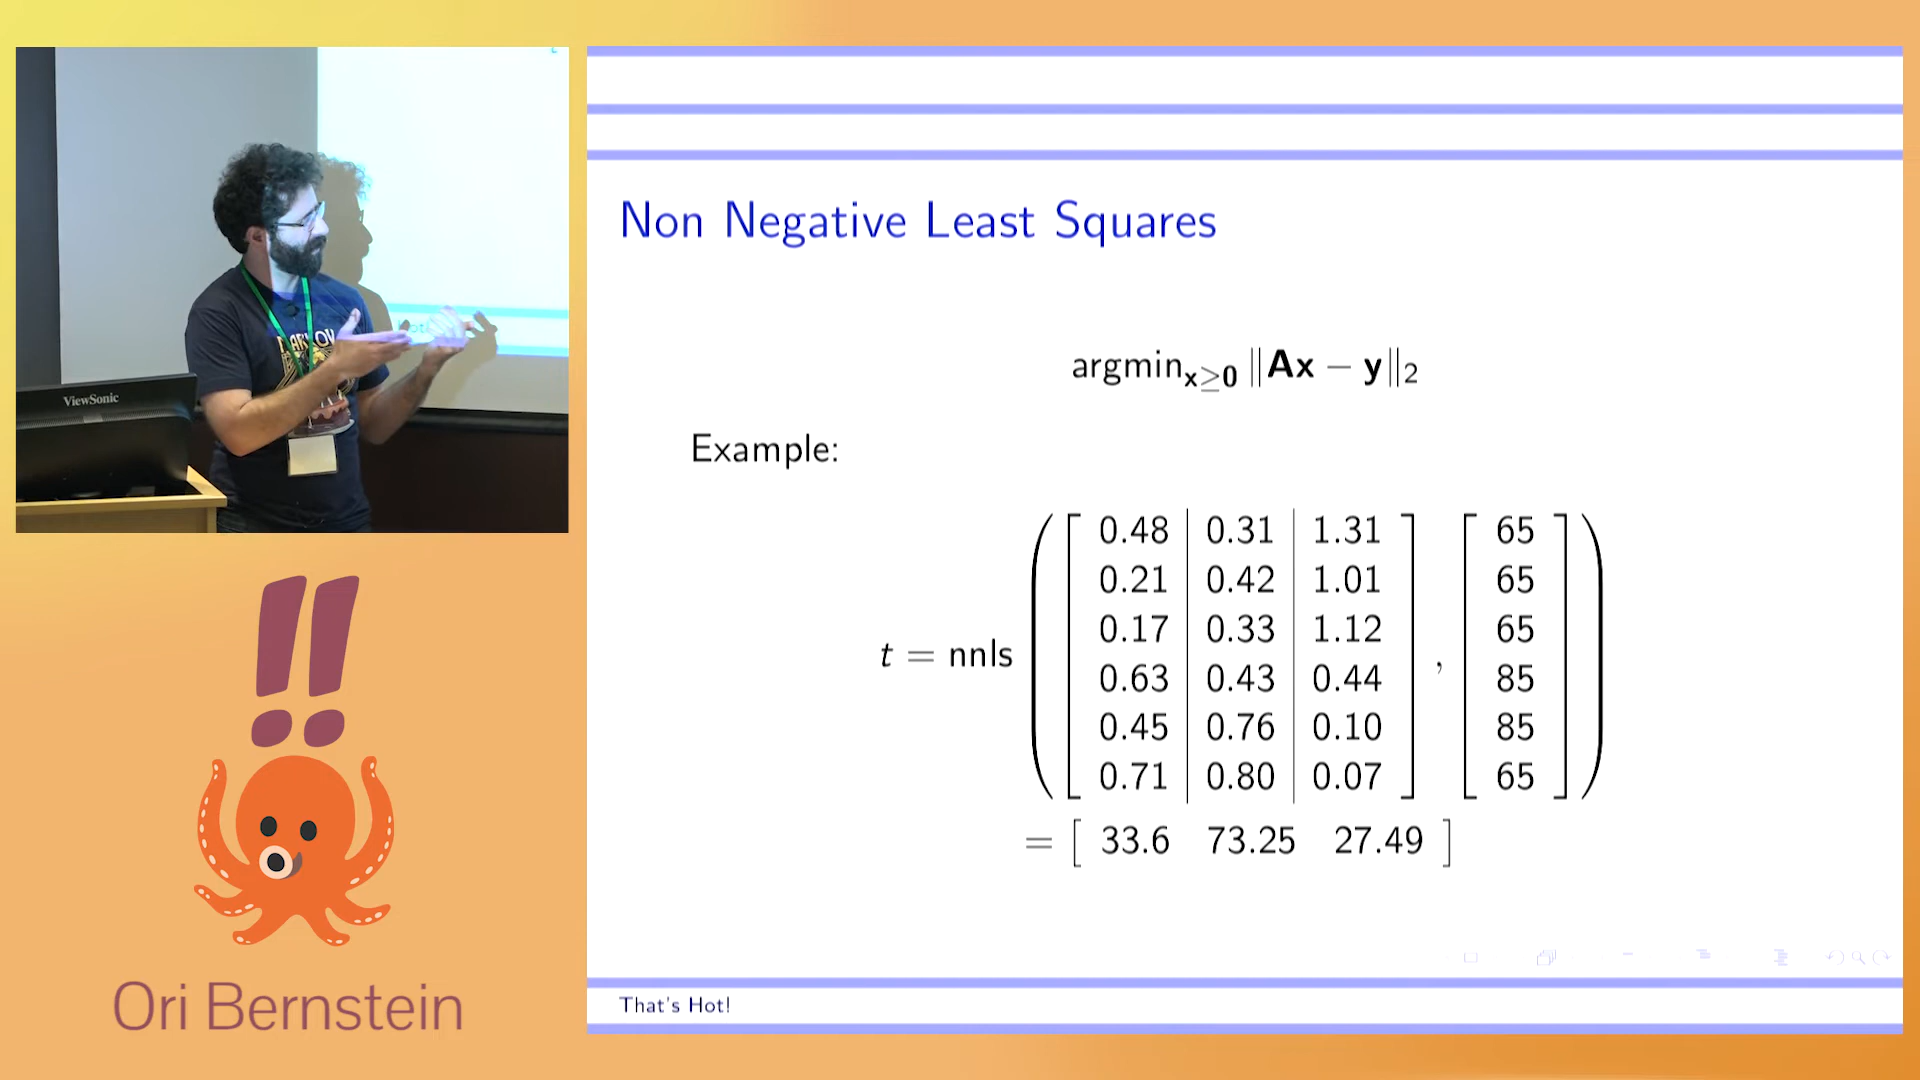 ViewSonic
Non Negative Least Squares
argmin x≥0 ‖Ax − y‖2
Example:
t = nnls ( [ 0.48 | 0.31 | 1.31 ] , [ 65 ] )
0.21 0.42 1.01 65
0.17 0.33 1.12 65
0.63 0.43 0.44 85
0.45 0.76 0.10 85
0.71 0.80 0.07 65
= [ 33.6 73.25 27.49 ]
That's Hot!
!!
Ori Bernstein